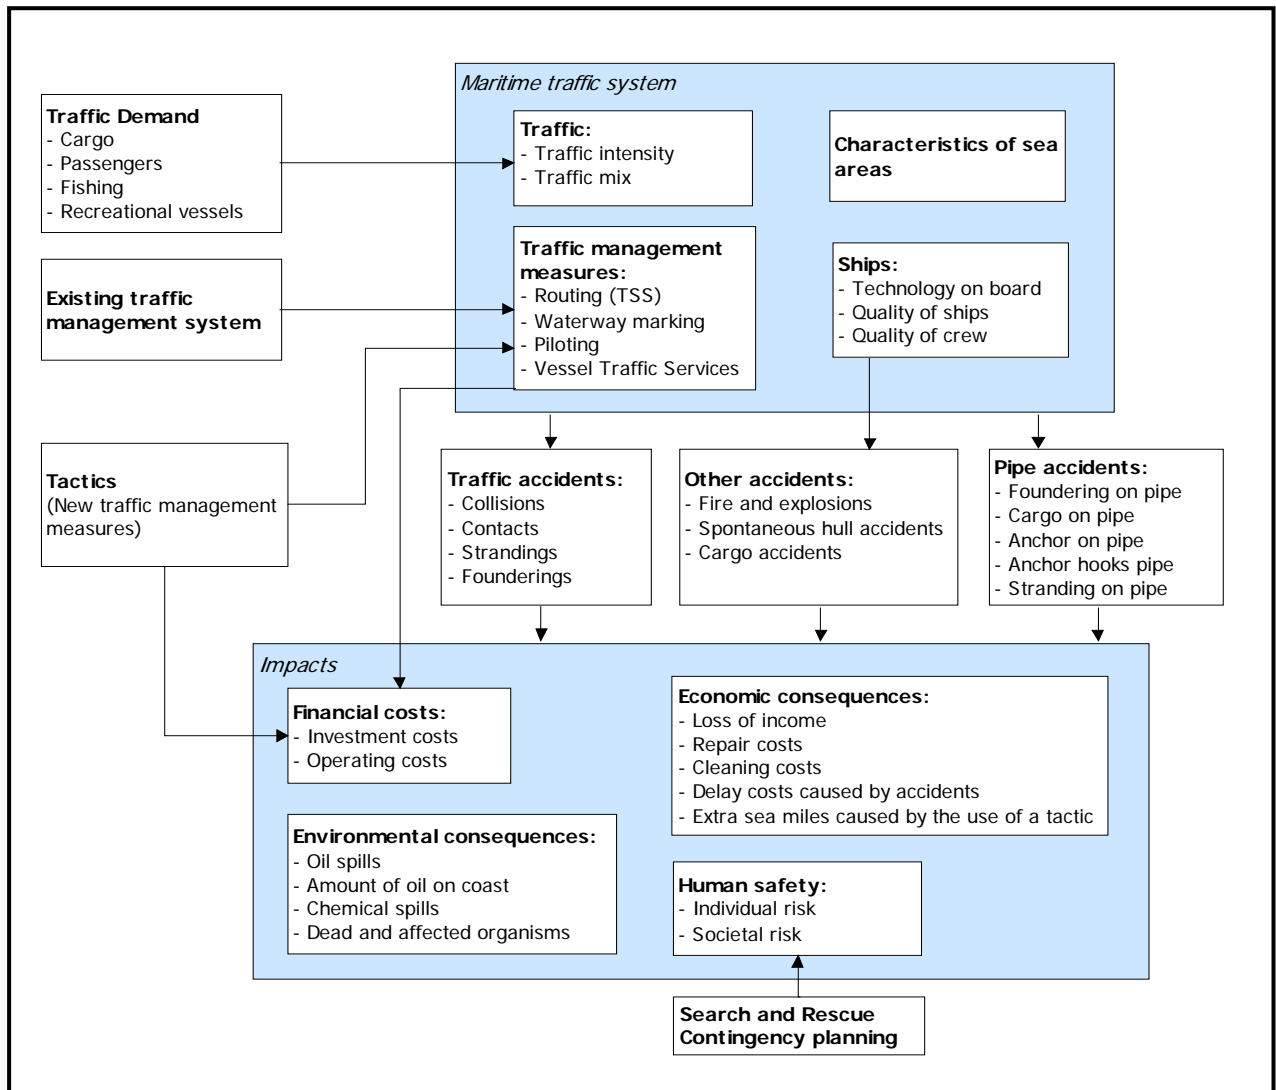 Maritime traffic system
Traffic Demand
- Cargo
- Passengers
- Fishing
- Recreational vessels
Traffic:
- Traffic intensity
- Traffic mix
Characteristics of sea
areas
Existing traffic
management system
Traffic management
measures:
- Routing (TSS)
- Waterway marking
- Piloting
- Vessel Traffic Services
Ships:
- Technology on board
- Quality of ships
- Quality of crew
Tactics
(New traffic management
measures)
Traffic accidents:
- Collisions
- Contacts
- Strandings
- Founderings
Other accidents:
- Fire and explosions
- Spontaneous hull accidents
- Cargo accidents
Pipe accidents:
- Foundering on pipe
- Cargo on pipe
- Anchor on pipe
- Anchor hooks pipe
- Stranding on pipe
Impacts
Financial costs:
- Investment costs
- Operating costs
Economic consequences:
- Loss of income
- Repair costs
- Cleaning costs
- Delay costs caused by accidents
- Extra sea miles caused by the use of a tactic
Environmental consequences:
- Oil spills
- Amount of oil on coast
- Chemical spills
- Dead and affected organisms
Human safety:
- Individual risk
- Societal risk
Search and Rescue
Contingency planning